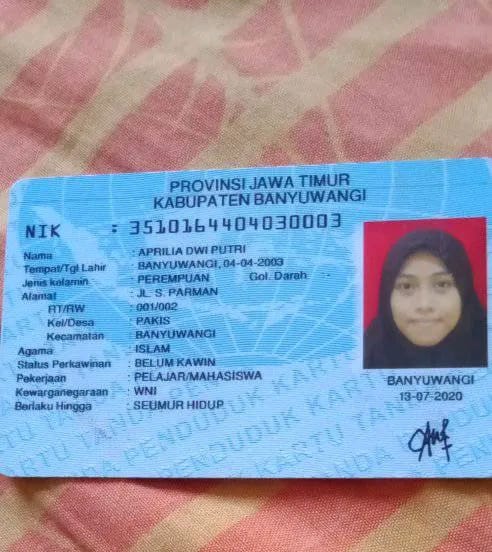 PROVINSI JAWA TIMUR
KABUPATEN BANYUWANGI
NIK : 3510164404030003
Nama : APRILIA DWI PUTRI
Tempat/Tgl Lahir : BANYUWANGI, 04-04-2003
Jenis kelamin : PEREMPUAN Gol. Darah : -
Alamat : JL. S. PARMAN
RT/RW : 001/002
Kel/Desa : PAKIS
Kecamatan : BANYUWANGI
Agama : ISLAM
Status Perkawinan : BELUM KAWIN
Pekerjaan : PELAJAR/MAHASISWA
Kewarganegaraan : WNI
Berlaku Hingga : SEUMUR HIDUP
BANYUWANGI
13-07-2020
KARTU TANDA PENDUDUK